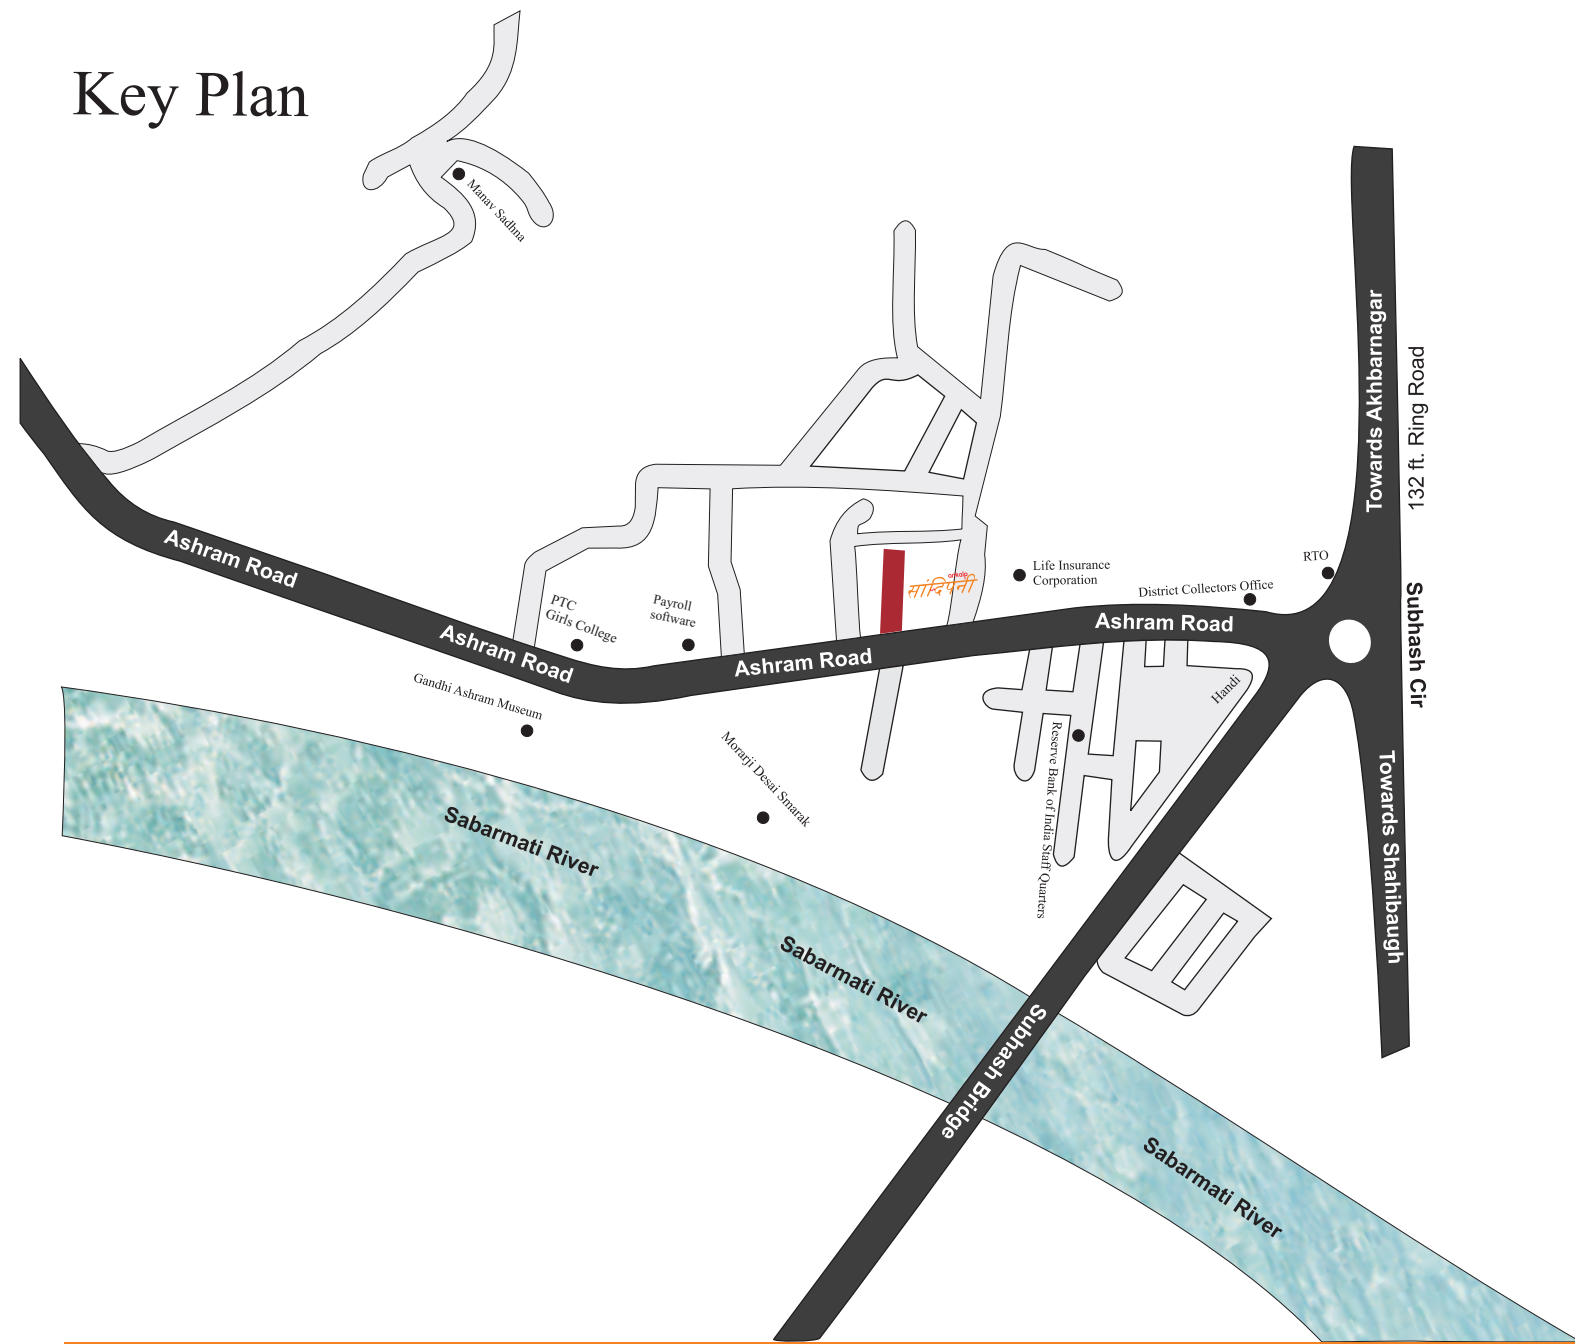 Key Plan
Manav Sadhna
Towards Akhbarnagar
132 ft. Ring Road
Ashram Road
RTO
Life Insurance
Corporation
District Collectors Office
ankala
सांदिपनी
Subhash Cir
PTC
Girls College
Payroll
software
Ashram Road
Ashram Road
Ashram Road
Gandhi Ashram Museum
Handi
Morarji Desai Smarak
Reserve Bank of India Staff Quarters
Towards Shahibaugh
Sabarmati River
Sabarmati River
Subhash Bridge
Sabarmati River